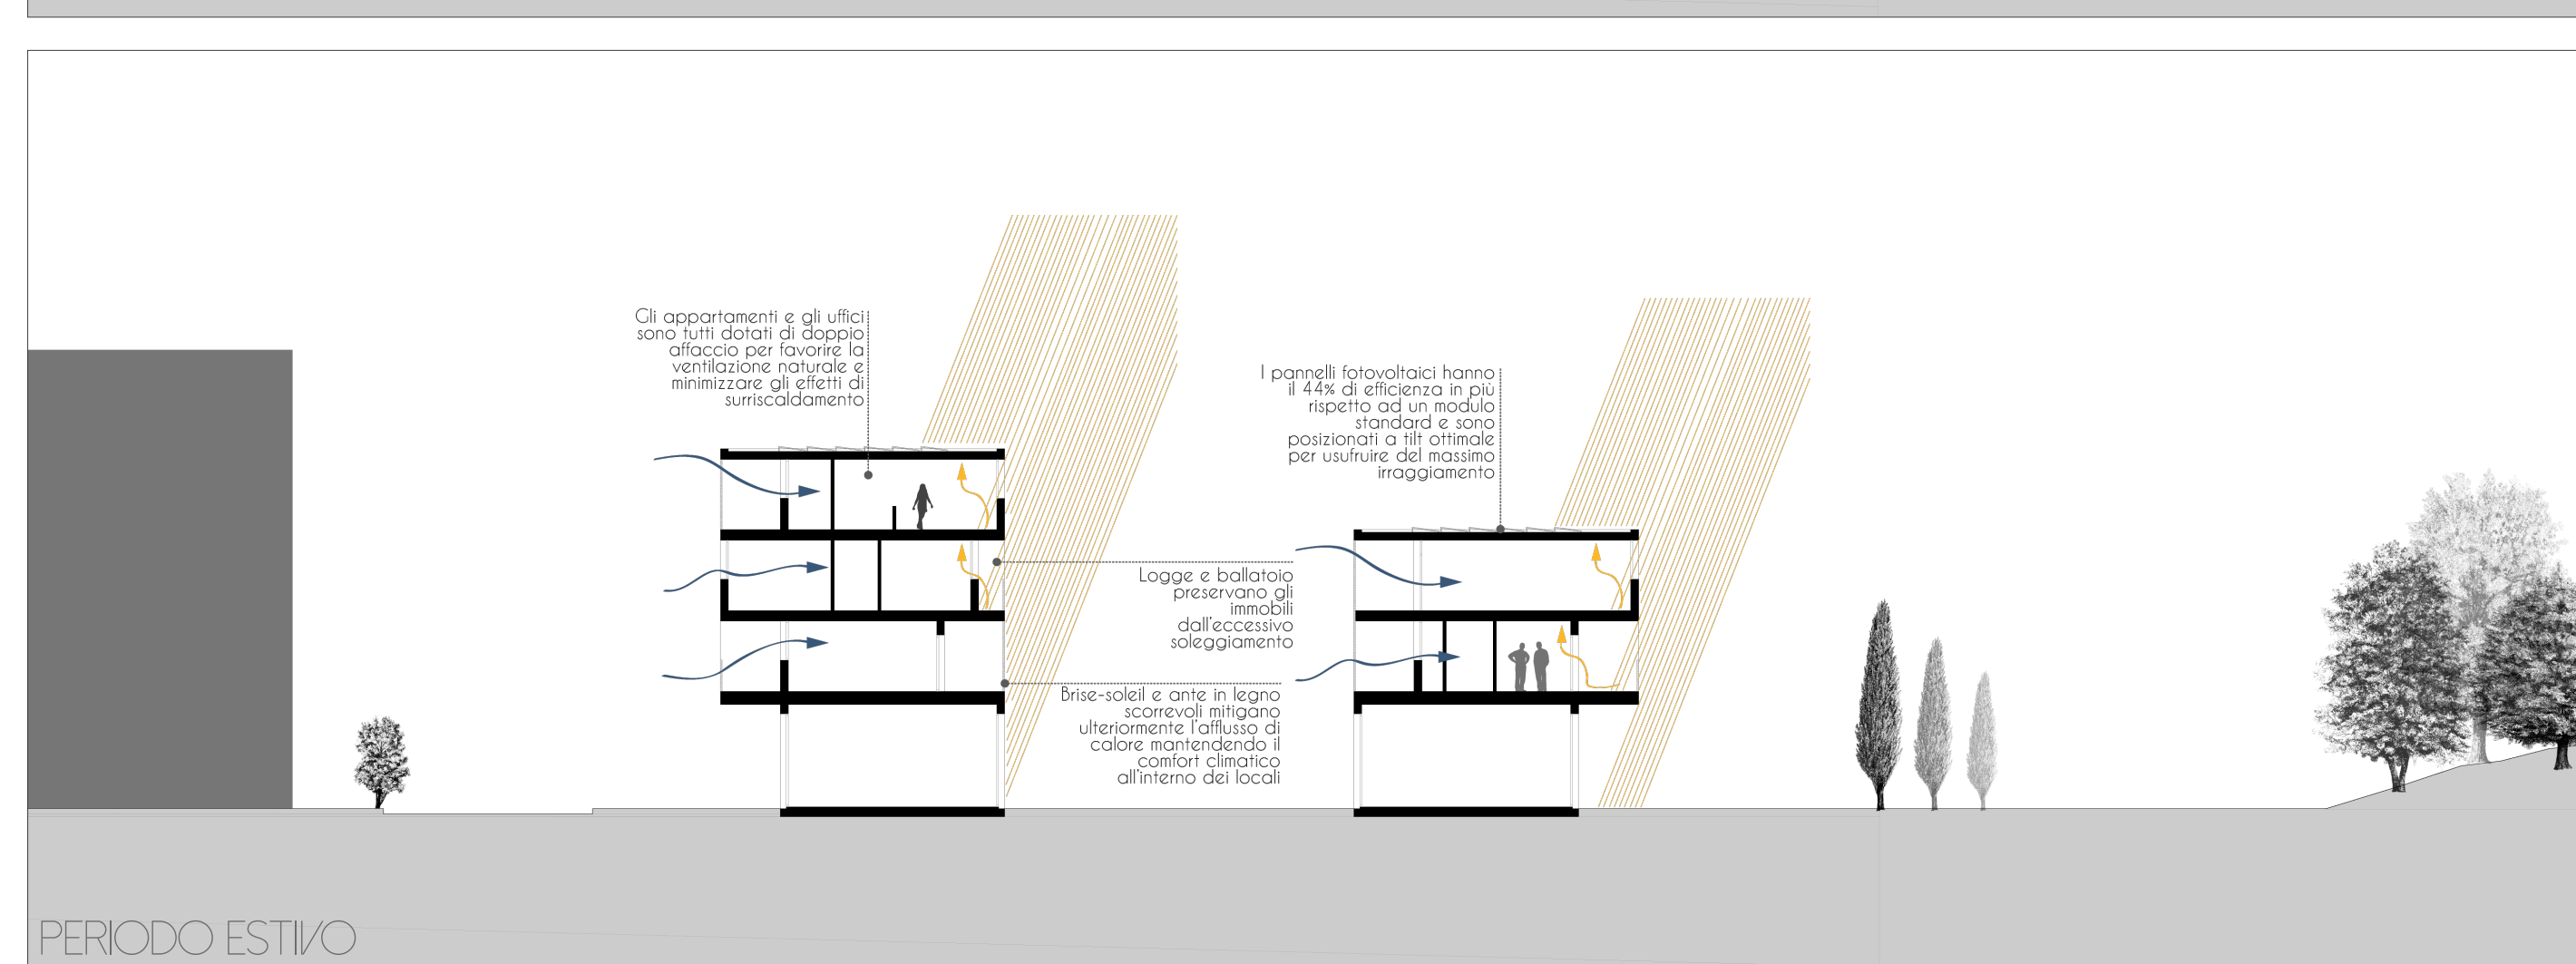 Gli appartamenti e gli uffici
sono tutti dotati di doppio
affaccio per favorire la
ventilazione naturale e
minimizzare gli effetti di
surriscaldamento
I pannelli fotovoltaici hanno
il 44% di efficienza in più
rispetto ad un modulo
standard e sono
posizionati a tilt ottimale
per usufruire del massimo
irraggiamento
Logge e ballatoio
preservano gli
immobili
dall'eccessivo
soleggiamento
Brise-soleil e ante in legno
scorrevoli mitigano
ulteriormente l'afflusso di
calore mantendendo il
comfort climatico
all'interno dei locali
PERIODO ESTIVO